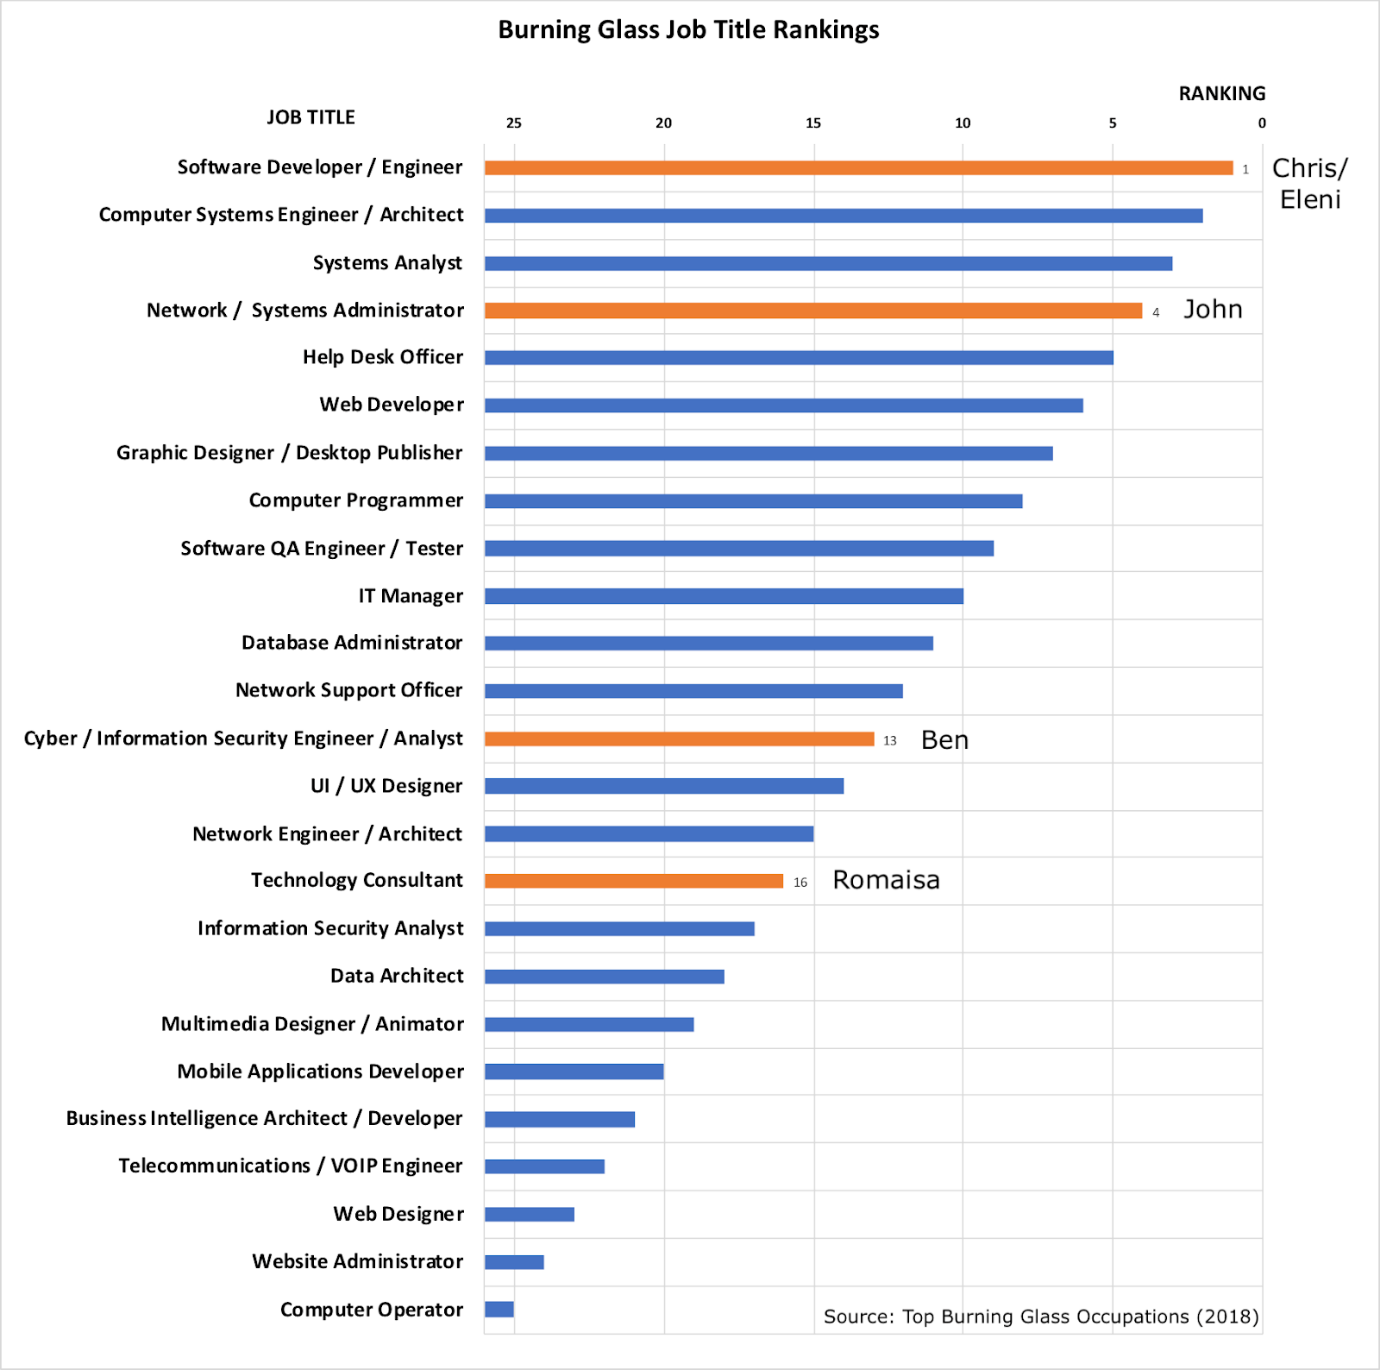 Burning Glass Job Title Rankings
RANKING
JOB TITLE
25 20 15 10 5 0
Software Developer / Engineer 1 Chris/
Eleni
Computer Systems Engineer / Architect
Systems Analyst
Network / Systems Administrator 4 John
Help Desk Officer
Web Developer
Graphic Designer / Desktop Publisher
Computer Programmer
Software QA Engineer / Tester
IT Manager
Database Administrator
Network Support Officer
Cyber / Information Security Engineer / Analyst 13 Ben
UI / UX Designer
Network Engineer / Architect
Technology Consultant 16 Romaisa
Information Security Analyst
Data Architect
Multimedia Designer / Animator
Mobile Applications Developer
Business Intelligence Architect / Developer
Telecommunications / VOIP Engineer
Web Designer
Website Administrator
Computer Operator
Source: Top Burning Glass Occupations (2018)